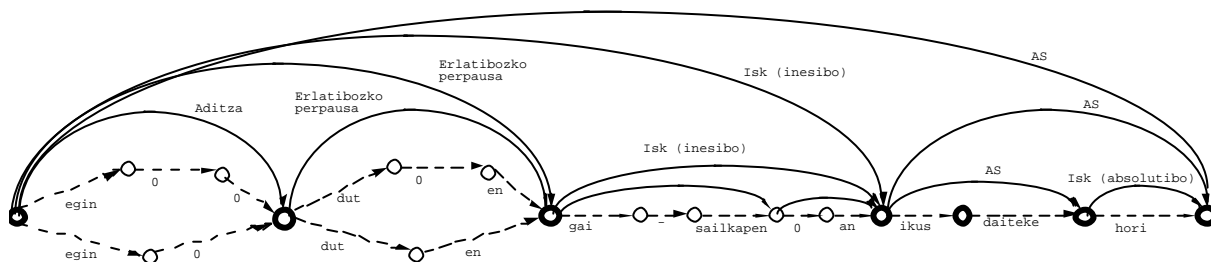 AS
Erlatibozko
perpausa
Isk (inesibo)
Aditza
Erlatibozko
perpausa
AS
Isk (inesibo)
AS
Isk (absolutibo)
egin
0
0
dut
0
en
gai
-
sailkapen
0
an
ikus
daiteke
hori
egin
0
dut
en